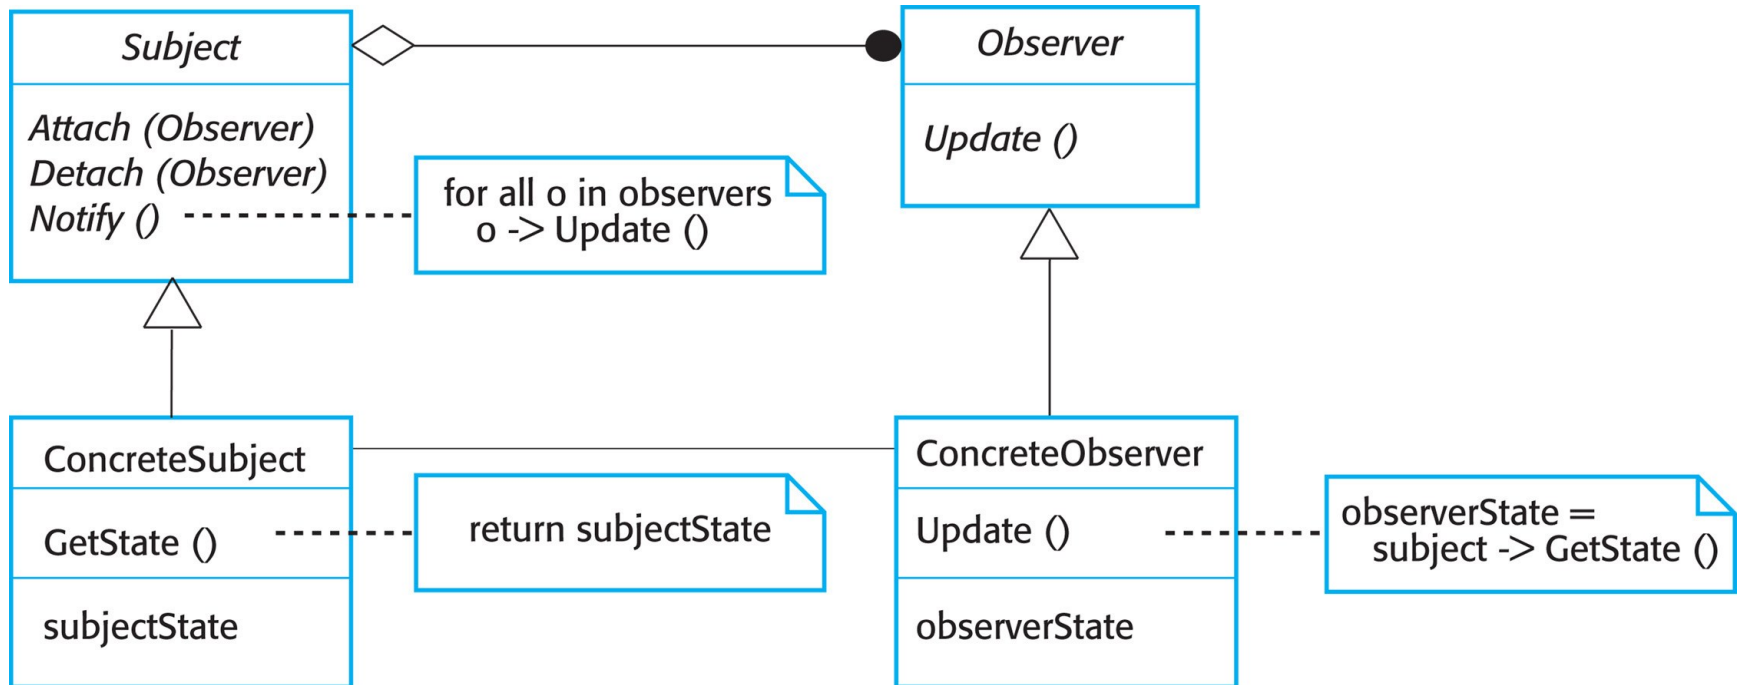 Subject
Attach (Observer)
Detach (Observer)
Notify ()
for all o in observers
o -> Update ()
Observer
Update ()
ConcreteSubject
GetState ()
subjectState
return subjectState
ConcreteObserver
Update ()
observerState
observerState =
subject -> GetState ()